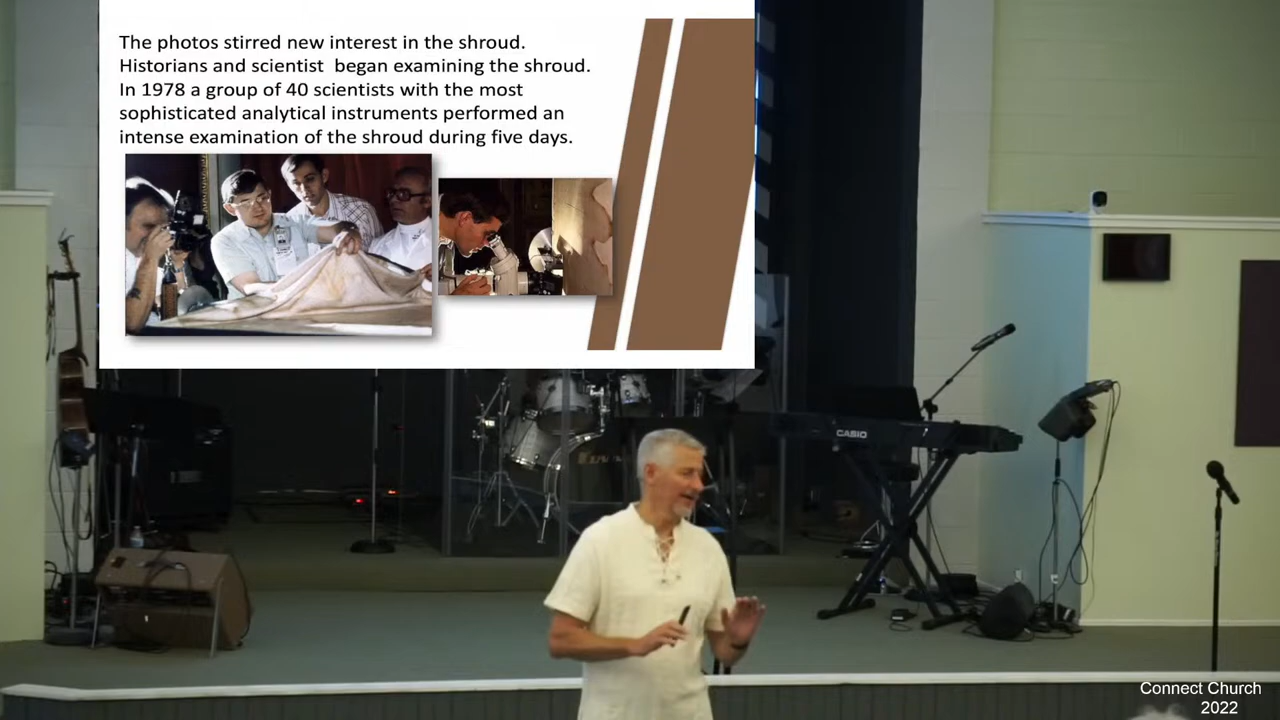 The photos stirred new interest in the shroud.
Historians and scientist  began examining the shroud.
In 1978 a group of 40 scientists with the most
sophisticated analytical instruments performed an
intense examination of the shroud during five days.
CASIO
Connect Church
2022